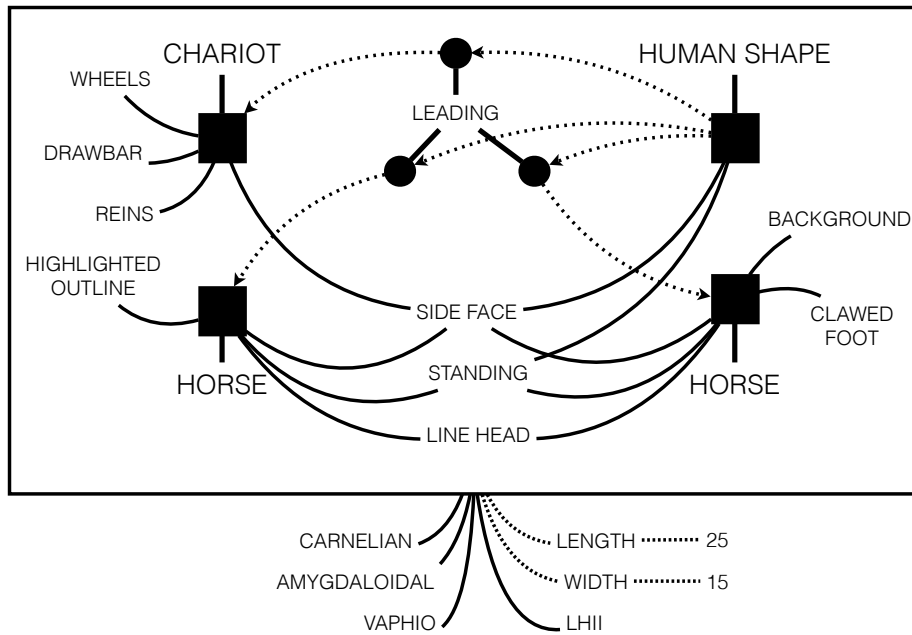 CHARIOT
HUMAN SHAPE
WHEELS
LEADING
DRAWBAR
REINS
BACKGROUND
HIGHLIGHTED
OUTLINE
SIDE FACE
CLAWED
FOOT
HORSE
STANDING
HORSE
LINE HEAD
CARNELIAN
LENGTH
25
AMYGDALOIDAL
WIDTH
15
VAPHIO
LHII